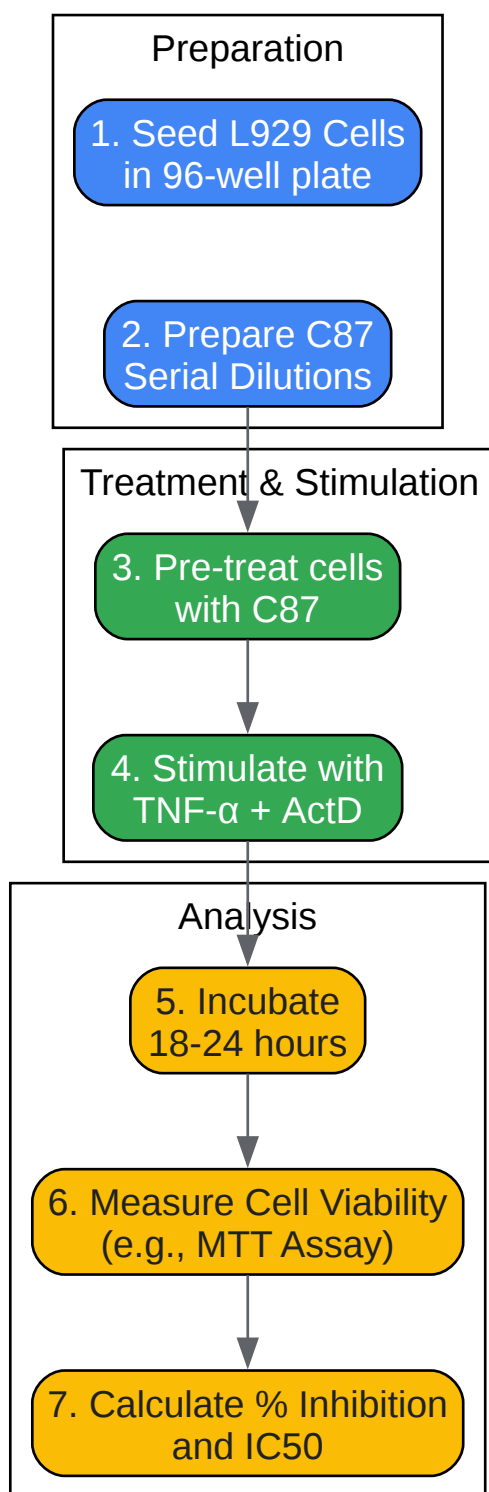 Preparation
1. Seed L929 Cells
in 96-well plate
2. Prepare C87
Serial Dilutions
Treatment & Stimulation
3. Pre-treat cells
with C87
4. Stimulate with
TNF-α + ActD
Analysis
5. Incubate
18-24 hours
6. Measure Cell Viability
(e.g., MTT Assay)
7. Calculate % Inhibition
and IC50